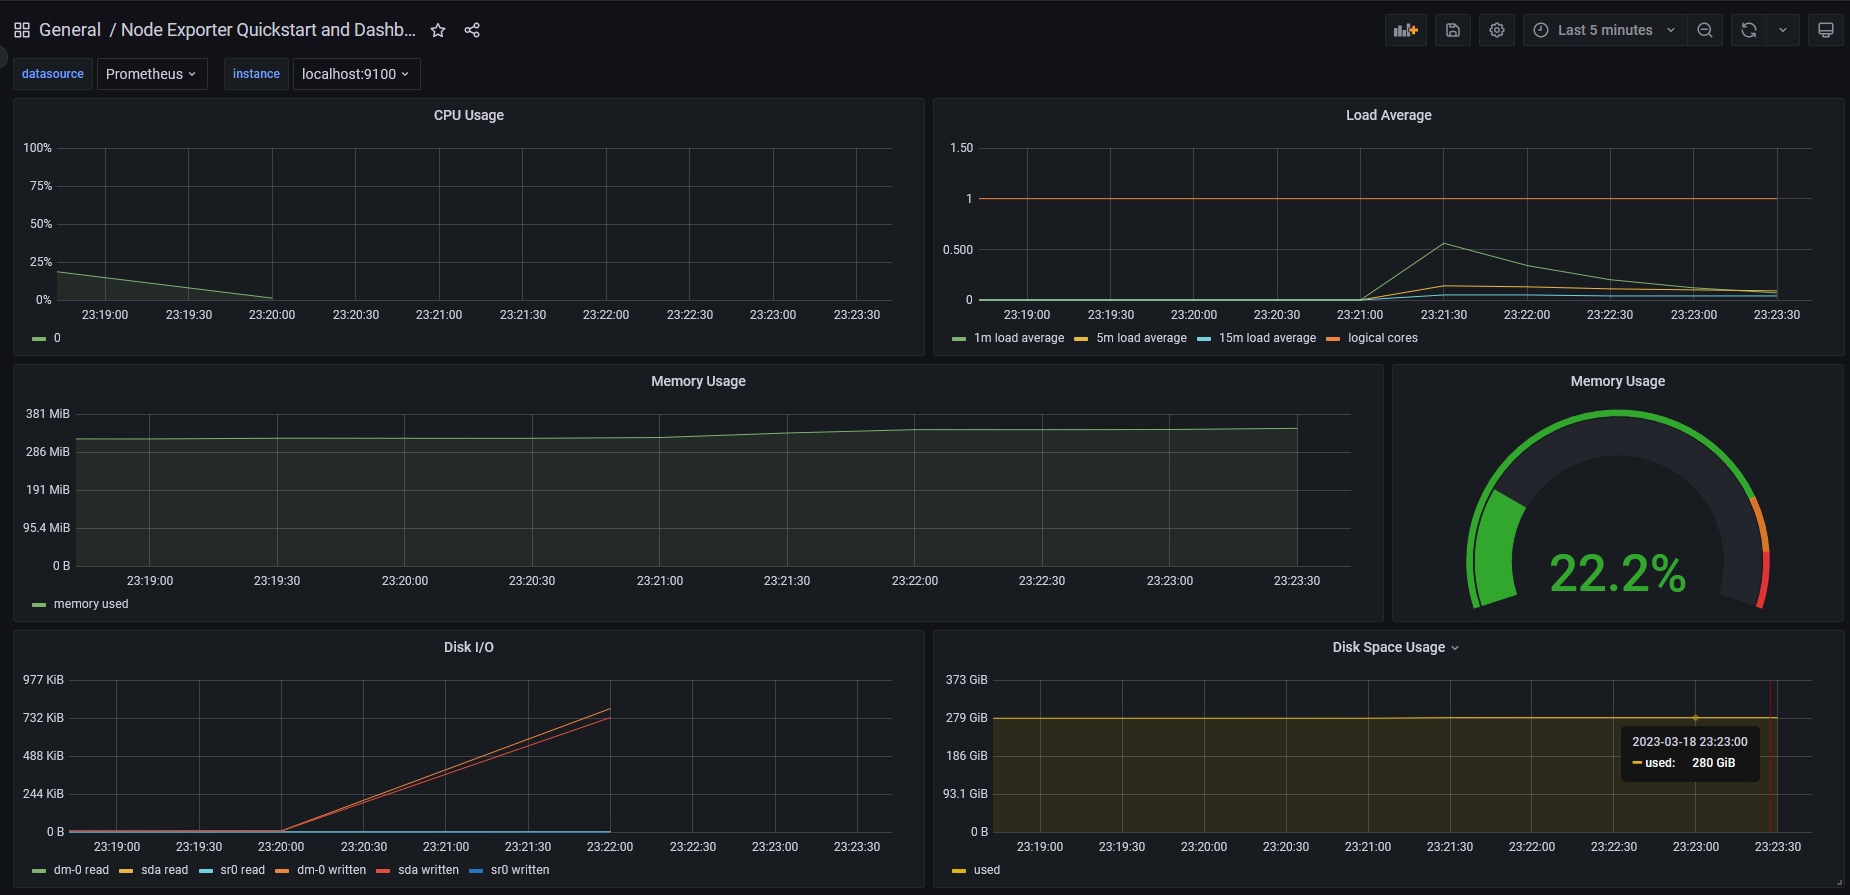 General / Node Exporter Quickstart and Dashb...
Last 5 minutes
datasource Prometheus instance localhost:9100
CPU Usage
100%
75%
50%
25%
0%
23:19:00 23:19:30 23:20:00 23:20:30 23:21:00 23:21:30 23:22:00 23:22:30 23:23:00 23:23:30
0
Load Average
1.50
1
0.500
0
23:19:00 23:19:30 23:20:00 23:20:30 23:21:00 23:21:30 23:22:00 23:22:30 23:23:00 23:23:30
1m load average 5m load average 15m load average logical cores
Memory Usage
381 MiB
286 MiB
191 MiB
95.4 MiB
0 B
23:19:00 23:19:30 23:20:00 23:20:30 23:21:00 23:21:30 23:22:00 23:22:30 23:23:00 23:23:30
memory used
Memory Usage
22.2%
Disk I/O
977 KiB
732 KiB
488 KiB
244 KiB
0 B
23:19:00 23:19:30 23:20:00 23:20:30 23:21:00 23:21:30 23:22:00 23:22:30 23:23:00 23:23:30
dm-0 read sda read sr0 read dm-0 written sda written sr0 written
Disk Space Usage
373 GiB
279 GiB
186 GiB
93.1 GiB
0 B
2023-03-18 23:23:00
used: 280 GiB
23:19:00 23:19:30 23:20:00 23:20:30 23:21:00 23:21:30 23:22:00 23:22:30 23:23:00 23:23:30
used